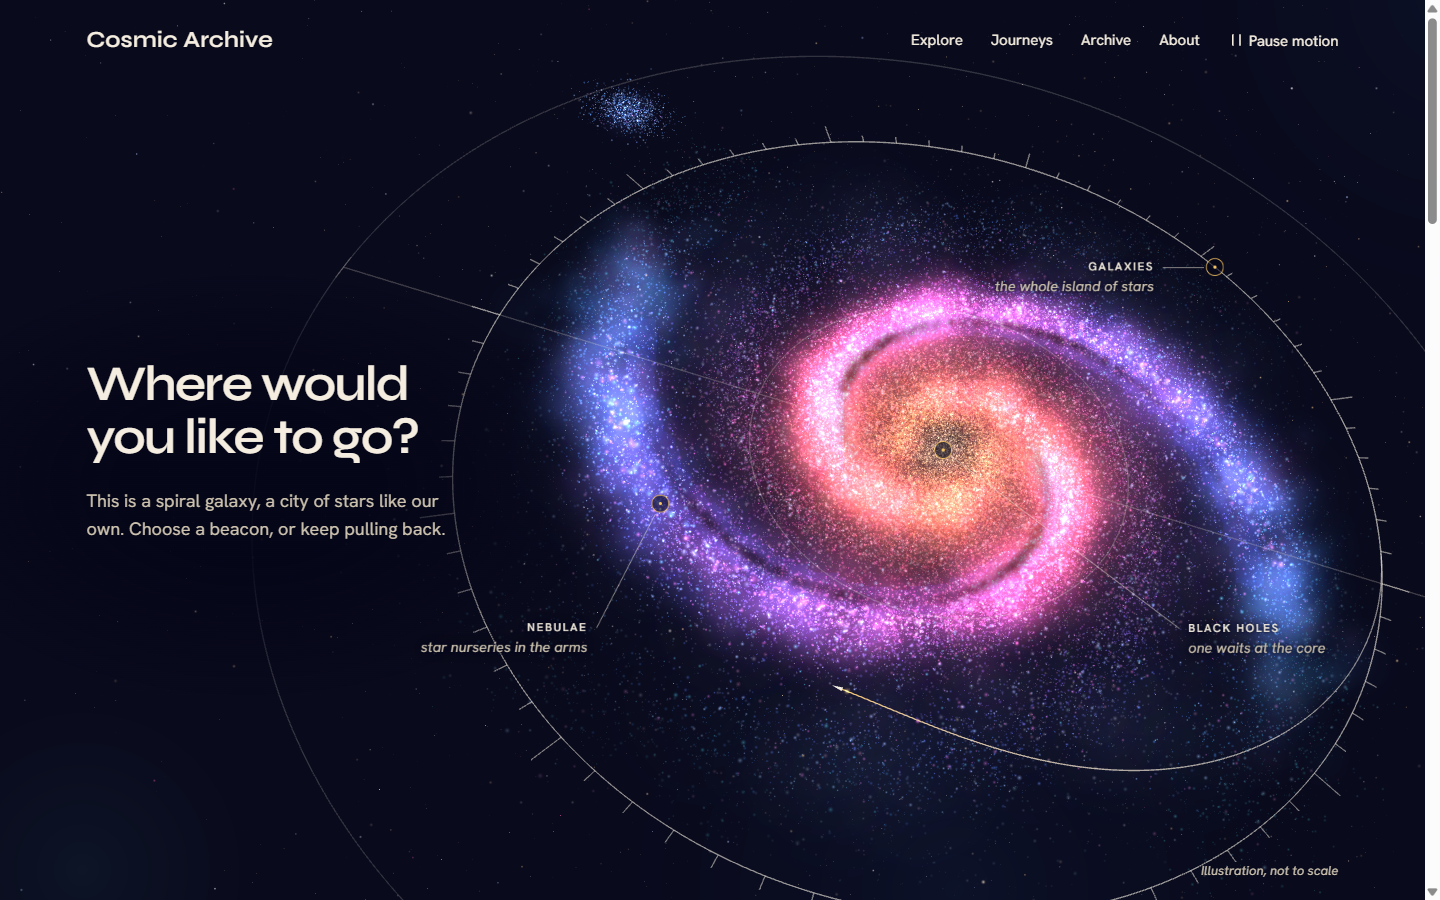 Cosmic Archive
Explore
Journeys
Archive
About
Pause motion
GALAXIES
the whole island of stars
Where would
you like to go?
This is a spiral galaxy, a city of stars like our
own. Choose a beacon, or keep pulling back.
NEBULAE
star nurseries in the arms
BLACK HOLES
one waits at the core
Illustration, not to scale